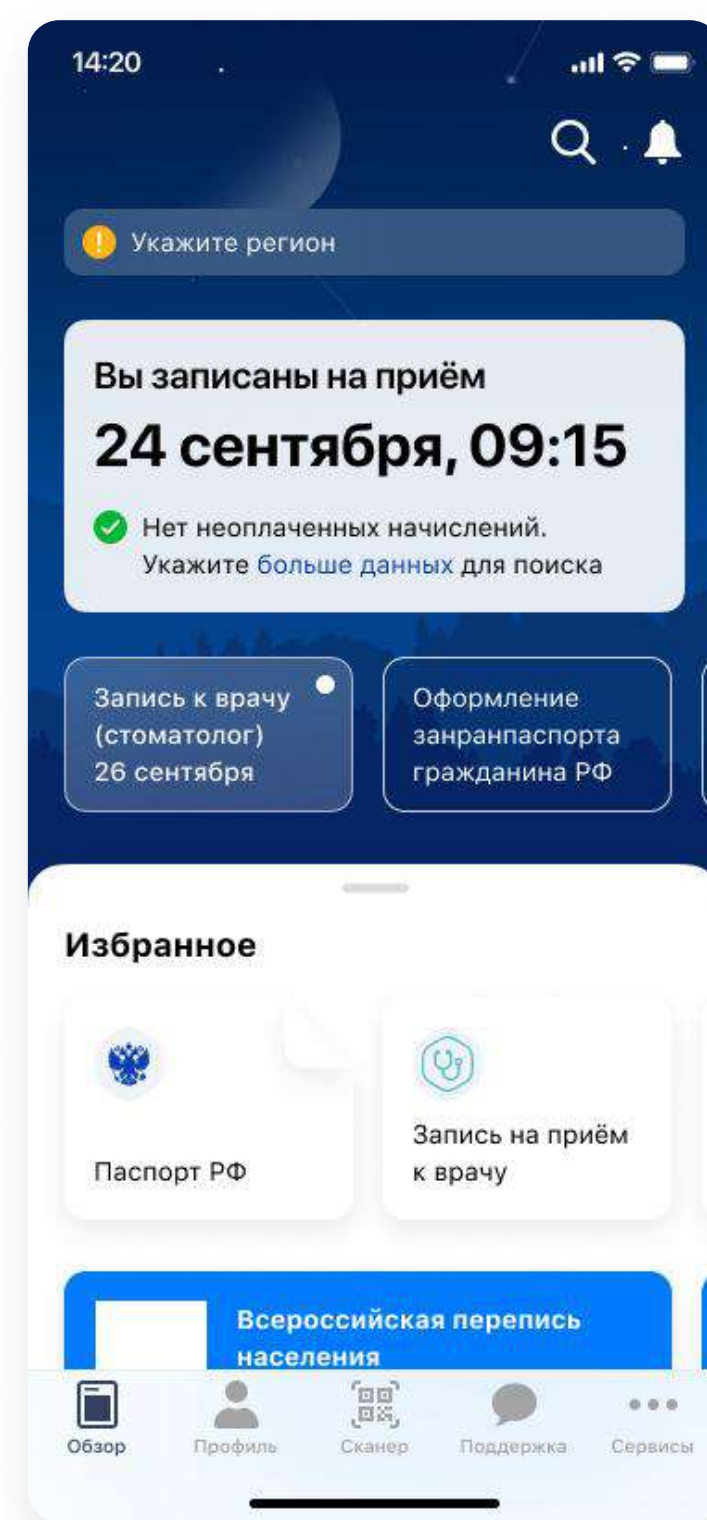 14:20
Укажите регион
Вы записаны на приём
24 сентября, 09:15
Нет неоплаченных начислений.
Укажите больше данных для поиска
Запись к врачу
(стоматолог)
26 сентября
Оформление
занранпаспорта
гражданина РФ
Избранное
Паспорт РФ
Запись на приём
к врачу
Всероссийская перепись
населения
Обзор
Профиль
Сканер
Поддержка
Сервисы